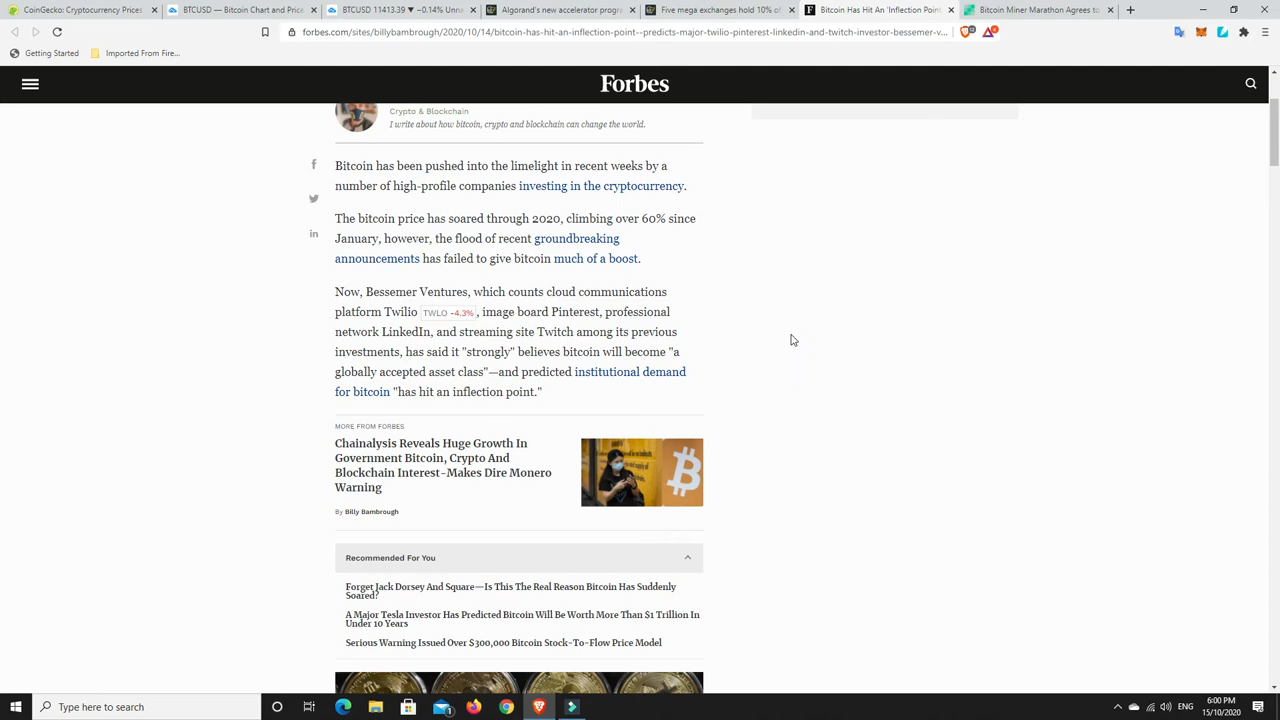 CoinGecko: Cryptocurrency Prices
BTCUSD — Bitcoin Chart and Price
BTCUSD 11413.39 ▼ −0.14% Unna
Algorand's new accelerator progr
Five mega exchanges hold 10% of
Bitcoin Has Hit An 'Inflection Poin
Bitcoin Miner Marathon Agrees to
forbes.com/sites/billybambrough/2020/10/14/bitcoin-has-hit-an-inflection-point--predicts-major-twilio-pinterest-linkedin-and-twitch-investor-bessemer-v...
Getting Started
Imported From Fire...
Forbes
Crypto & Blockchain
I write about how bitcoin, crypto and blockchain can change the world.
Bitcoin has been pushed into the limelight in recent weeks by a
number of high-profile companies investing in the cryptocurrency.
The bitcoin price has soared through 2020, climbing over 60% since
January, however, the flood of recent groundbreaking
announcements has failed to give bitcoin much of a boost.
Now, Bessemer Ventures, which counts cloud communications
platform Twilio TWLO -4.3% , image board Pinterest, professional
network LinkedIn, and streaming site Twitch among its previous
investments, has said it "strongly" believes bitcoin will become "a
globally accepted asset class"—and predicted institutional demand
for bitcoin "has hit an inflection point."
MORE FROM FORBES
Chainalysis Reveals Huge Growth In
Government Bitcoin, Crypto And
Blockchain Interest-Makes Dire Monero
Warning
By Billy Bambrough
Recommended For You
Forget Jack Dorsey And Square—Is This The Real Reason Bitcoin Has Suddenly
Soared?
A Major Tesla Investor Has Predicted Bitcoin Will Be Worth More Than $1 Trillion In
Under 10 Years
Serious Warning Issued Over $300,000 Bitcoin Stock-To-Flow Price Model
Type here to search
ENG
6:00 PM
15/10/2020